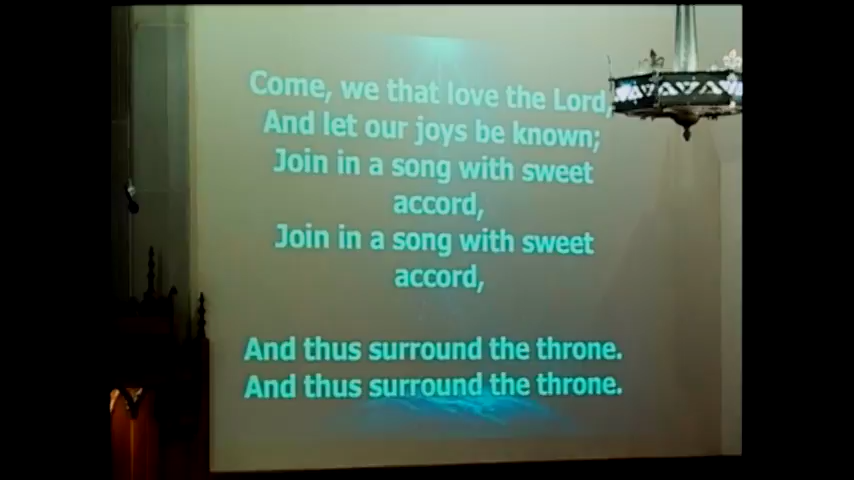 Come, we that love the Lord,
And let our joys be known;
Join in a song with sweet
accord,
Join in a song with sweet
accord,
And thus surround the throne.
And thus surround the throne.